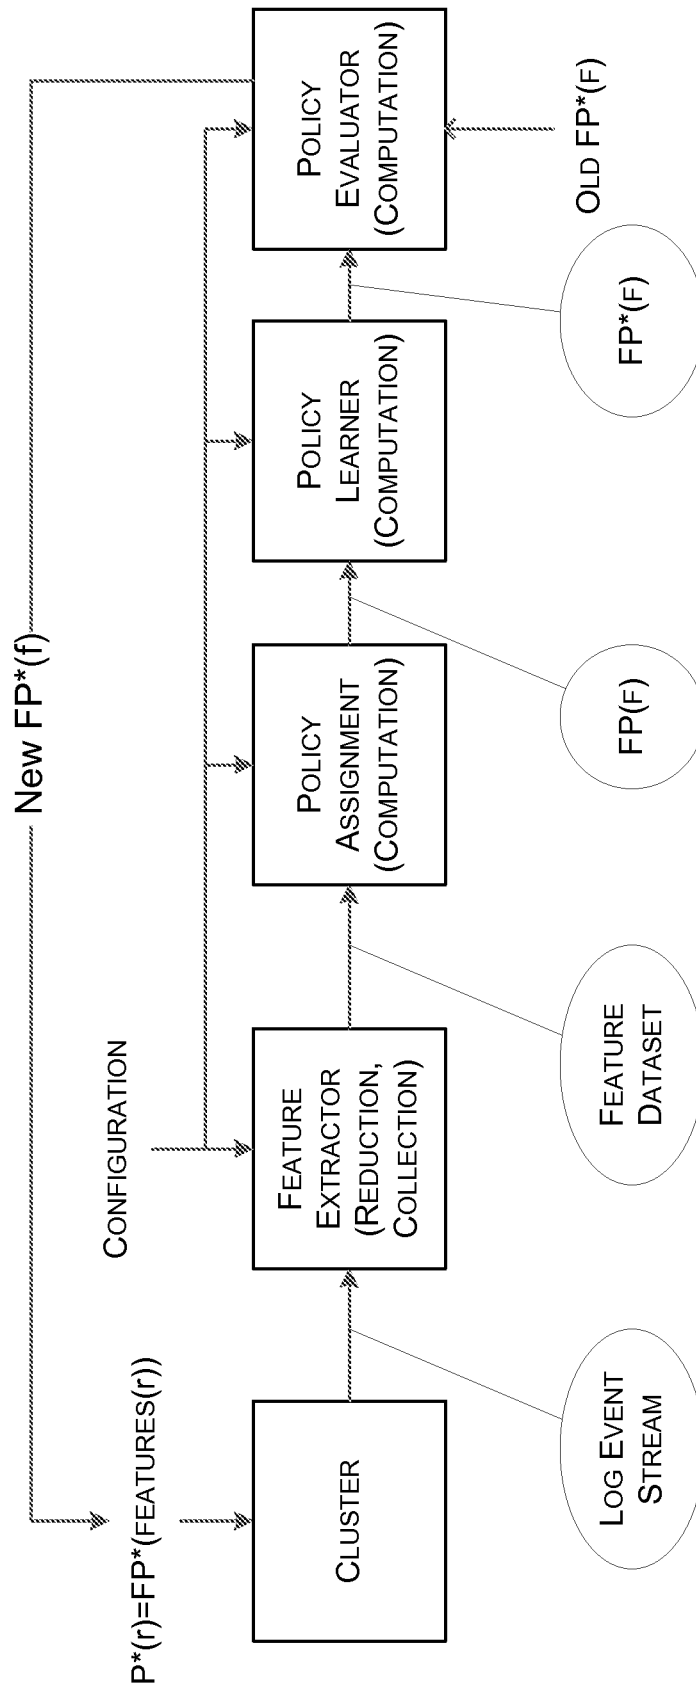 New FP*(f)
P*(r)=FP*(FEATURES(r))
CONFIGURATION
CLUSTER
FEATURE
EXTRACTOR
(REDUCTION,
COLLECTION)
POLICY
ASSIGNMENT
(COMPUTATION)
POLICY
LEARNER
(COMPUTATION)
POLICY
EVALUATOR
(COMPUTATION)
LOG EVENT
STREAM
FEATURE
DATASET
FP(F)
FP*(F)
OLD FP*(F)